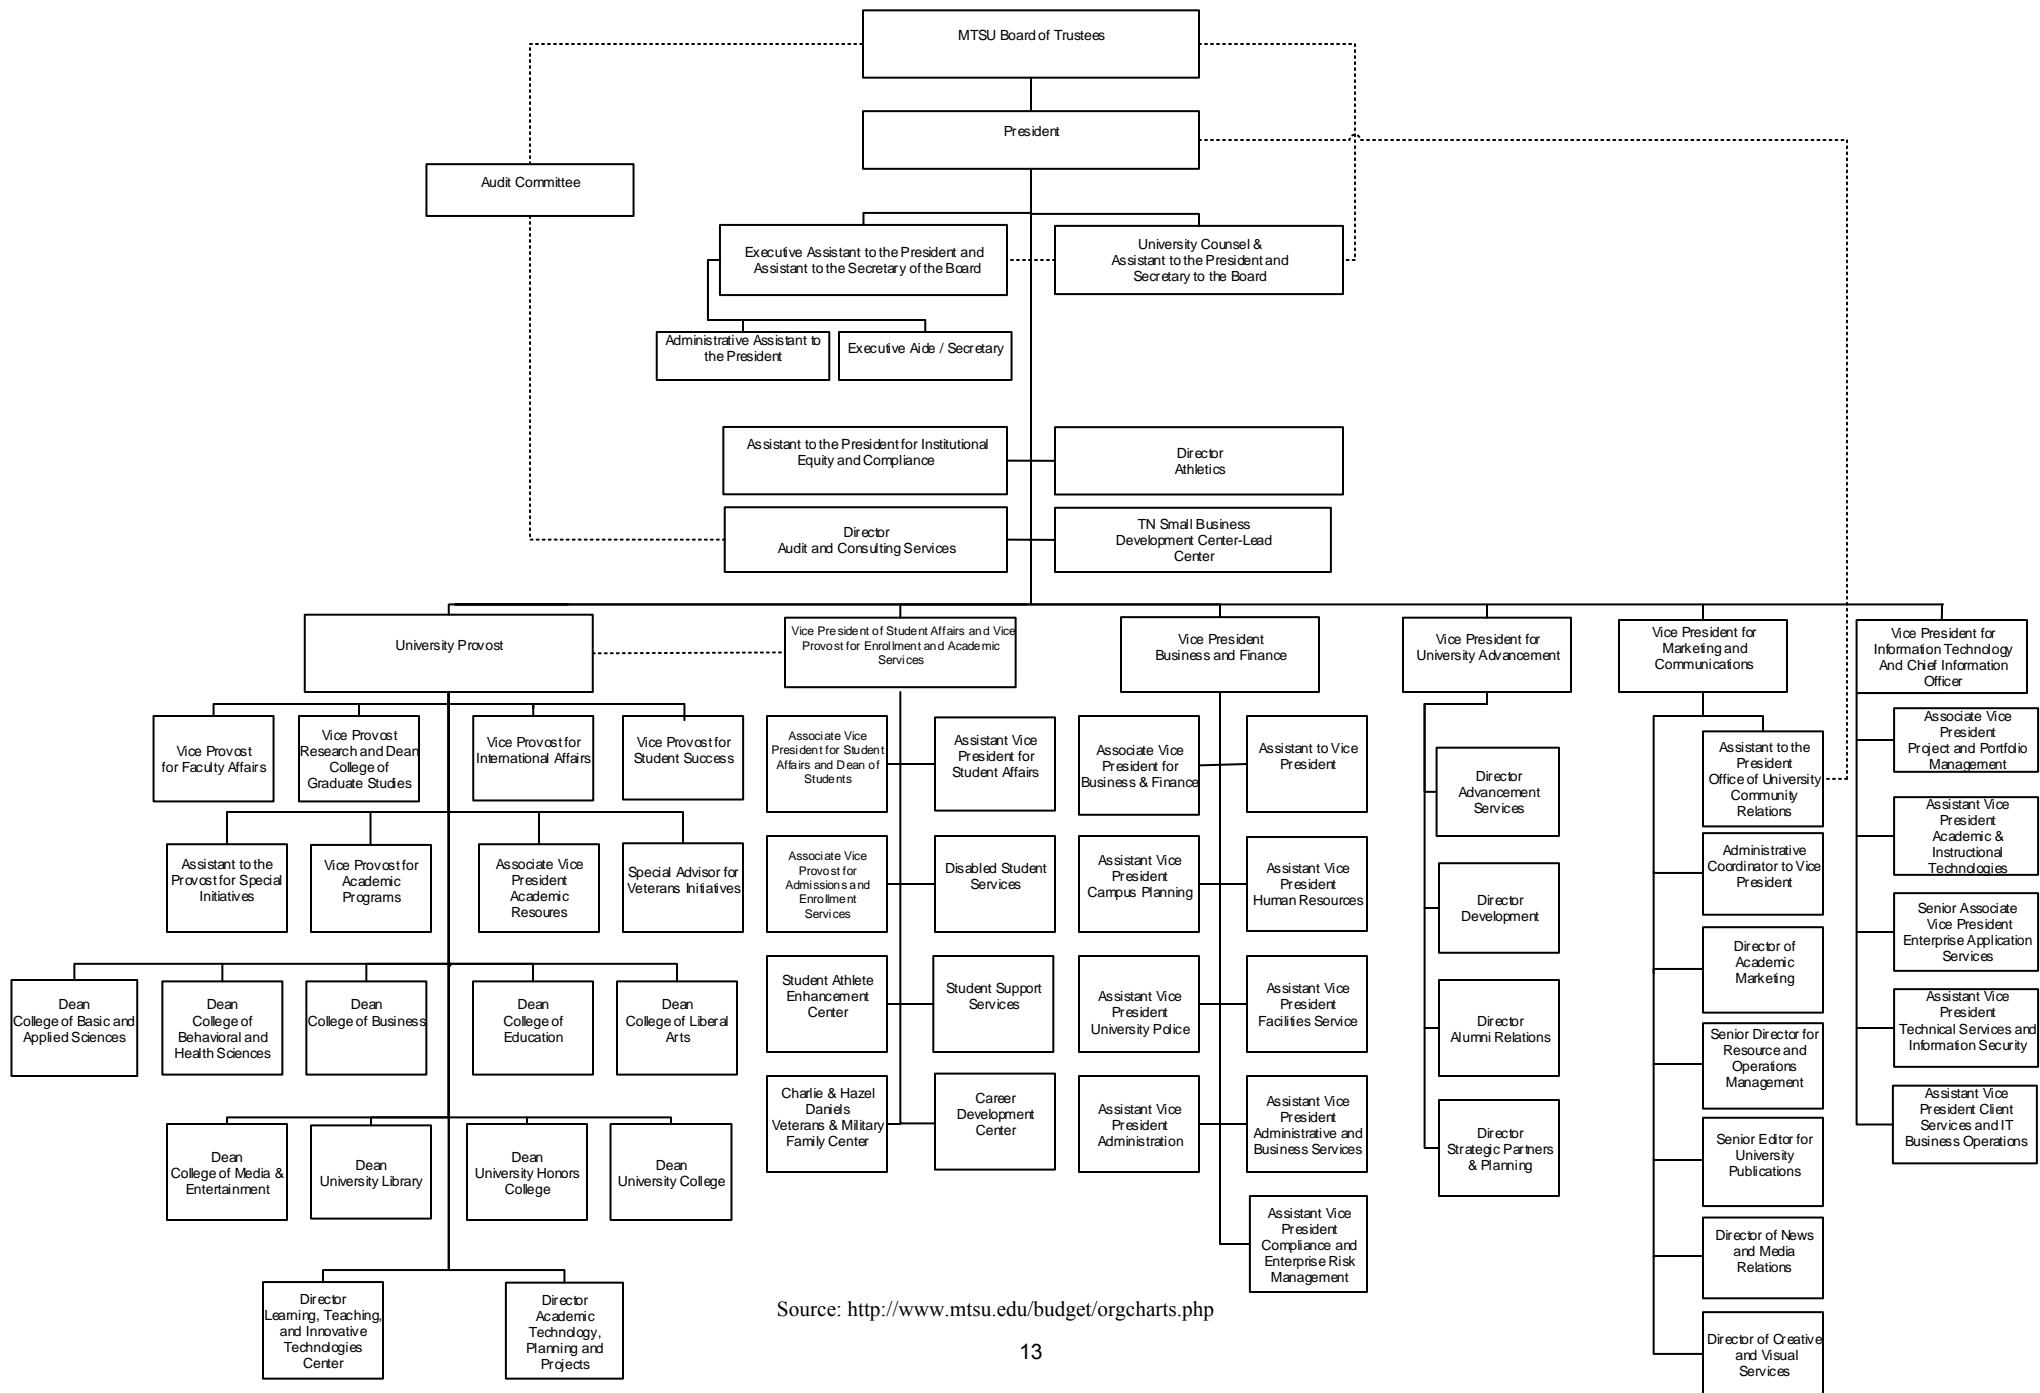 MTSU Board of Trustees
President
Audit Committee
Executive Assistant to the President and
Assistant to the Secretary of the Board
University Counsel &
Assistant to the President and
Secretary to the Board
Administrative Assistant to
the President
Executive Aide / Secretary
Assistant to the President for Institutional
Equity and Compliance
Director
Athletics
Director
Audit and Consulting Services
TN Small Business
Development Center-Lead
Center
University Provost
Vice President of Student Affairs and Vice
Provost for Enrollment and Academic
Services
Vice President
Business and Finance
Vice President for
University Advancement
Vice President for
Marketing and
Communications
Vice President for
Information Technology
And Chief Information
Officer
Vice Provost
for Faculty Affairs
Vice Provost
Research and Dean
College of
Graduate Studies
Vice Provost for
International Affairs
Vice Provost for
Student Success
Assistant to the
Provost for Special
Initiatives
Vice Provost for
Academic
Programs
Associate Vice
President
Academic
Resoures
Special Advisor for
Veterans Initiatives
Dean
College of Basic and
Applied Sciences
Dean
College of
Behavioral and
Health Sciences
Dean
College of Business
Dean
College of
Education
Dean
College of Liberal
Arts
Dean
College of Media &
Entertainment
Dean
University Library
Dean
University Honors
College
Dean
University College
Director
Learning, Teaching,
and Innovative
Technologies
Center
Director
Academic
Technology,
Planning and
Projects
Associate Vice
President for Student
Affairs and Dean of
Students
Assistant Vice
President for
Student Affairs
Associate Vice
Provost for
Admissions and
Enrollment
Services
Disabled Student
Services
Student Athlete
Enhancement
Center
Student Support
Services
Charlie & Hazel
Daniels
Veterans & Military
Family Center
Career
Development
Center
Associate Vice
President for
Business & Finance
Assistant to Vice
President
Assistant Vice
President
Campus Planning
Assistant Vice
President
Human Resources
Assistant Vice
President
University Police
Assistant Vice
President
Facilities Service
Assistant Vice
President
Administration
Assistant Vice
President
Administrative and
Business Services
Assistant Vice
President
Compliance and
Enterprise Risk
Management
Director
Advancement
Services
Director
Development
Director
Alumni Relations
Director
Strategic Partners
& Planning
Assistant to the
President
Office of University
Community
Relations
Administrative
Coordinator to Vice
President
Director of
Academic
Marketing
Senior Director for
Resource and
Operations
Management
Senior Editor for
University
Publications
Director of News
and Media
Relations
Director of Creative
and Visual
Services
Associate Vice
President
Project and Portfolio
Management
Assistant Vice
President
Academic &
Instructional
Technologies
Senior Associate
Vice President
Enterprise Application
Services
Assistant Vice
President
Technical Services and
Information Security
Assistant Vice
President Client
Services and IT
Business Operations
Source: http://www.mtsu.edu/budget/orgcharts.php
13